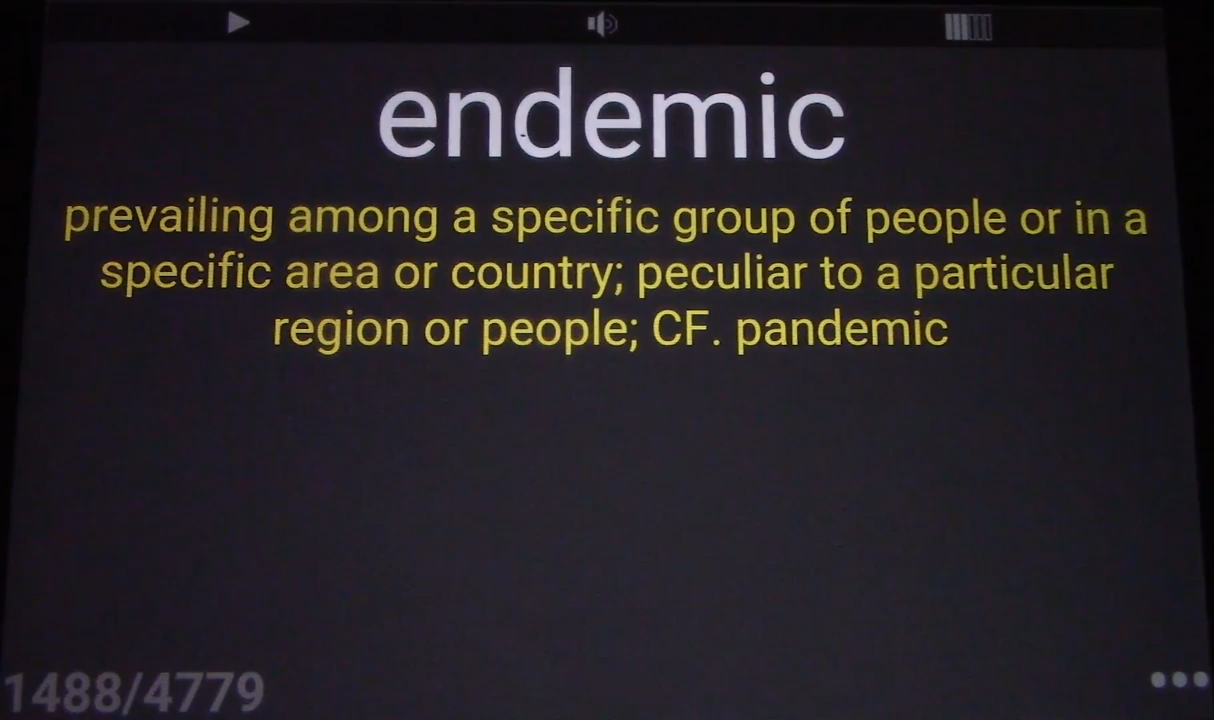 endemic
prevailing among a specific group of people or in a
specific area or country; peculiar to a particular
region or people; CF. pandemic
1488/4779